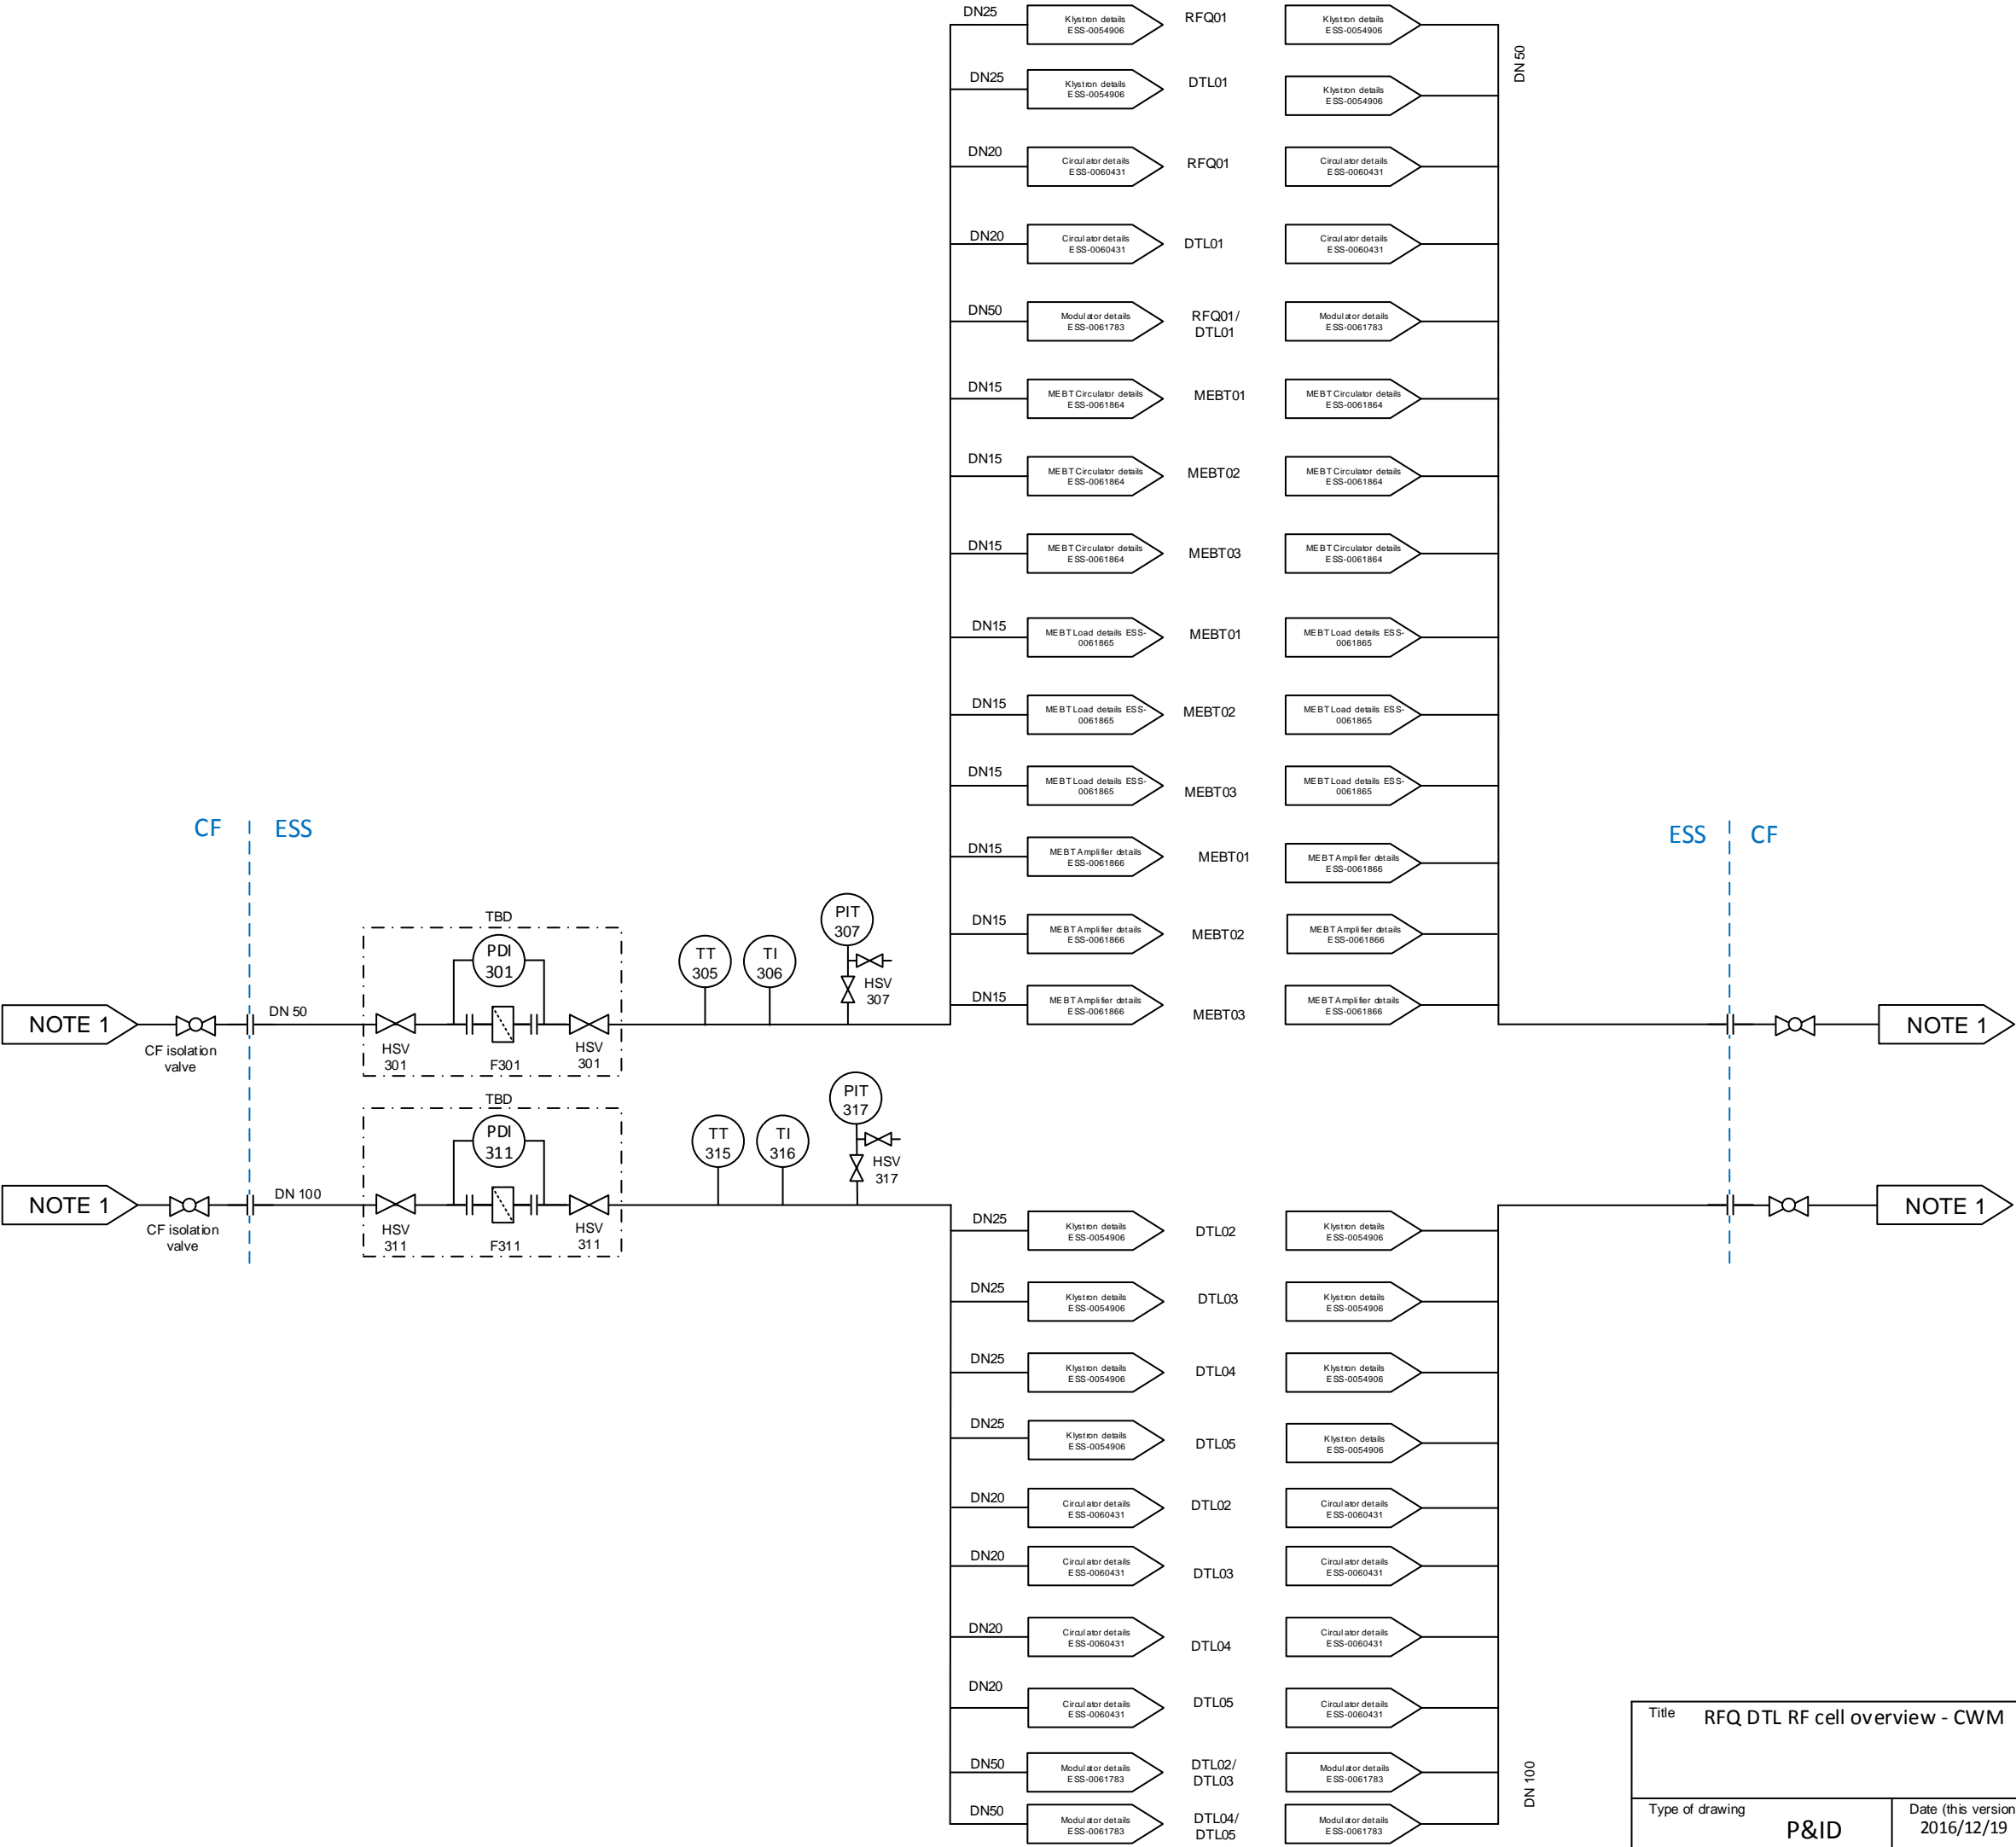 DN25
Klystron details
ESS-0054906
RFQ01
Klystron details
ESS-0054906
DN 50
DN25
Klystron details
ESS-0054906
DTL01
Klystron details
ESS-0054906
DN20
Circulator details
ESS-0060431
RFQ01
Circulator details
ESS-0060431
DN20
Circulator details
ESS-0060431
DTL01
Circulator details
ESS-0060431
DN50
Modulator details
ESS-0061783
RFQ01/
DTL01
Modulator details
ESS-0061783
DN15
MEBT Circulator details
ESS-0061864
MEBT01
MEBT Circulator details
ESS-0061864
DN15
MEBT Circulator details
ESS-0061864
MEBT02
MEBT Circulator details
ESS-0061864
DN15
MEBT Circulator details
ESS-0061864
MEBT03
MEBT Circulator details
ESS-0061864
DN15
MEBT Load details ESS-
0061865
MEBT01
MEBT Load details ESS-
0061865
DN15
MEBT Load details ESS-
0061865
MEBT02
MEBT Load details ESS-
0061865
DN15
MEBT Load details ESS-
0061865
MEBT03
MEBT Load details ESS-
0061865
CF
ESS
DN15
MEBT Amplifier details
ESS-0061866
MEBT01
MEBT Amplifier details
ESS-0061866
ESS
CF
DN15
MEBT Amplifier details
ESS-0061866
MEBT02
MEBT Amplifier details
ESS-0061866
DN15
MEBT Amplifier details
ESS-0061866
MEBT03
MEBT Amplifier details
ESS-0061866
TBD
PDI
301
TT
305
TI
306
PIT
307
HSV
307
NOTE 1
CF isolation
valve
DN 50
HSV
301
F301
HSV
301
NOTE 1
TBD
PDI
311
TT
315
TI
316
PIT
317
HSV
317
NOTE 1
CF isolation
valve
DN 100
HSV
311
F311
HSV
311
NOTE 1
DN25
Klystron details
ESS-0054906
DTL02
Klystron details
ESS-0054906
DN25
Klystron details
ESS-0054906
DTL03
Klystron details
ESS-0054906
DN25
Klystron details
ESS-0054906
DTL04
Klystron details
ESS-0054906
DN25
Klystron details
ESS-0054906
DTL05
Klystron details
ESS-0054906
DN20
Circulator details
ESS-0060431
DTL02
Circulator details
ESS-0060431
DN20
Circulator details
ESS-0060431
DTL03
Circulator details
ESS-0060431
DN20
Circulator details
ESS-0060431
DTL04
Circulator details
ESS-0060431
DN20
Circulator details
ESS-0060431
DTL05
Circulator details
ESS-0060431
DN50
Modulator details
ESS-0061783
DTL02/
DTL03
Modulator details
ESS-0061783
DN50
Modulator details
ESS-0061783
DTL04/
DTL05
Modulator details
ESS-0061783
DN 100
Title
RFQ DTL RF cell overview - CWM
Type of drawing
P&ID
Date (this version
2016/12/19